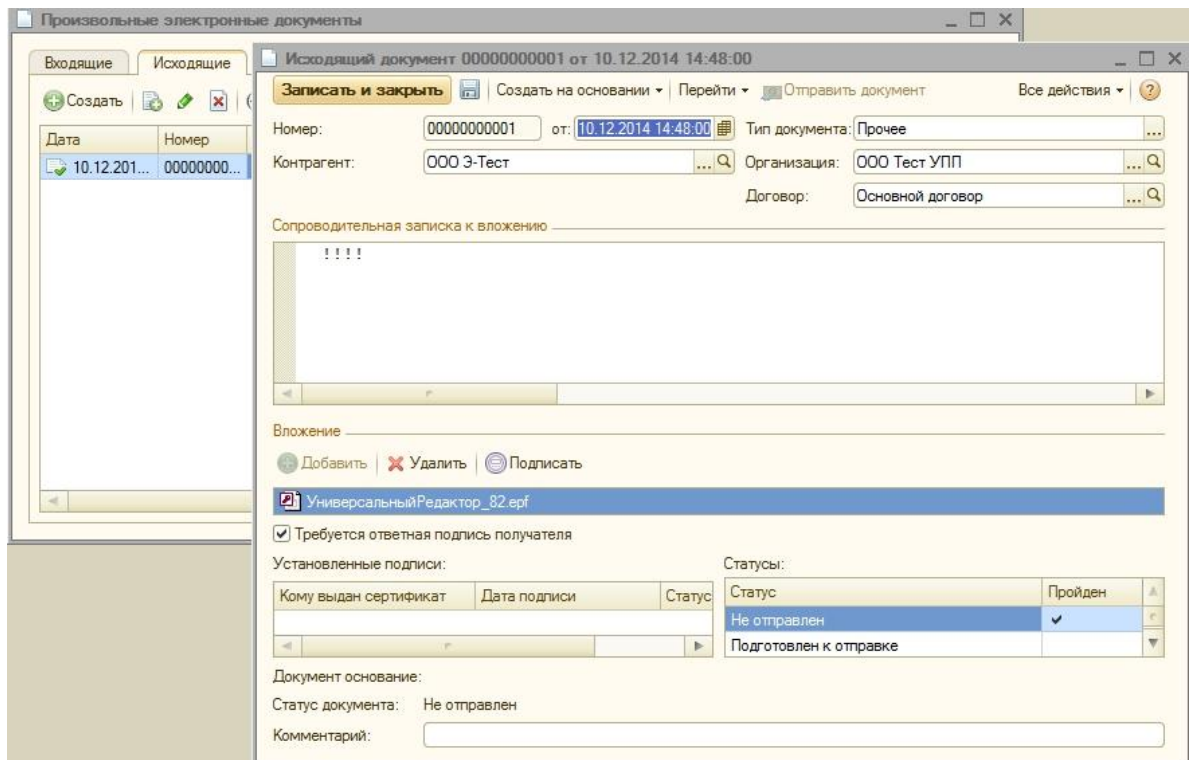 Произвольные электронные документы
Входящие Исходящие
Создать
Дата Номер
10.12.201... 00000000...
Исходящий документ 00000000001 от 10.12.2014 14:48:00
Записать и закрыть Создать на основании Перейти Отправить документ Все действия ?
Номер: 00000000001 от: 10.12.2014 14:48:00 Тип документа: Прочее ...
Контрагент: ООО Э-Тест ... Организация: ООО Тест УПП ...
Договор: Основной договор ...
Сопроводительная записка к вложению
!!!!
Вложение
Добавить Удалить Подписать
УниверсальныйРедактор_82.epf
Требуется ответная подпись получателя
Установленные подписи: Статусы:
Кому выдан сертификат Дата подписи Статус Статус Пройден
Не отправлен
Подготовлен к отправке
Документ основание:
Статус документа: Не отправлен
Комментарий: